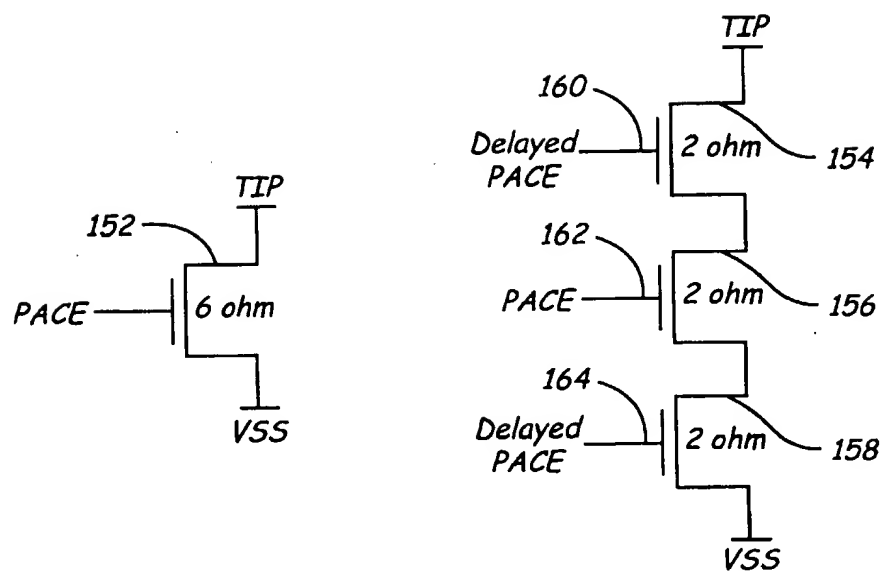 TIP
152
PACE
6 ohm
VSS
TIP
160
Delayed
PACE
2 ohm
154
162
PACE
2 ohm
156
164
Delayed
PACE
2 ohm
158
VSS